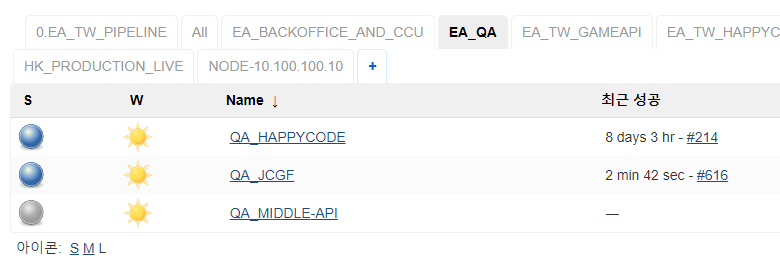 0.EA_TW_PIPELINE All EA_BACKOFFICE_AND_CCU EA_QA EA_TW_GAMEAPI EA_TW_HAPPYC
HK_PRODUCTION_LIVE NODE-10.100.100.10 +
S W Name ↓ 최근 성공
QA_HAPPYCODE 8 days 3 hr - #214
QA_JCGF 2 min 42 sec - #616
QA_MIDDLE-API —
아이콘: S M L